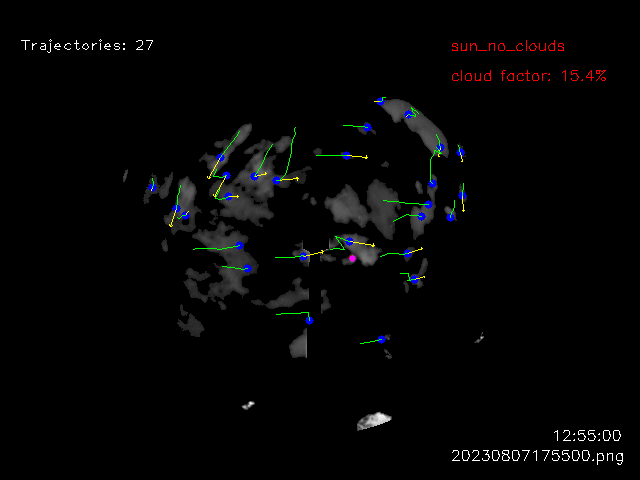 Trajectories: 27
sun_no_clouds
cloud factor: 15.4%
12:55:00
20230807175500.png